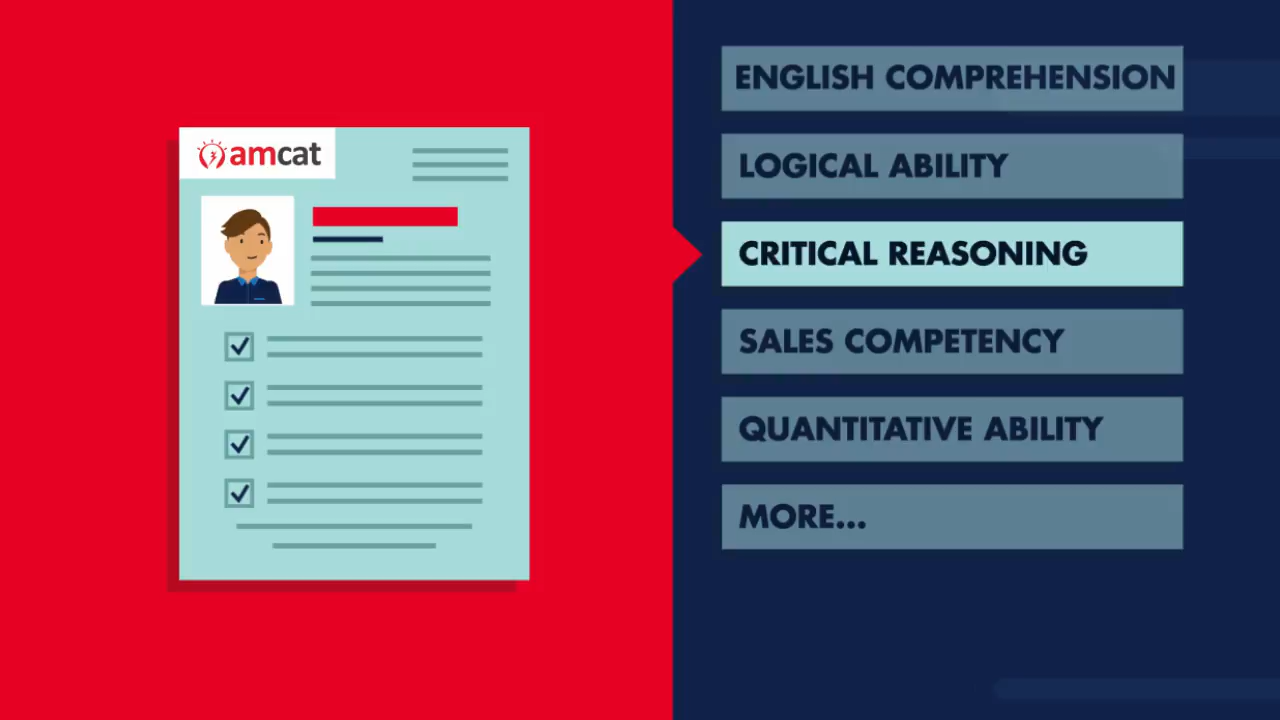 amcat
ENGLISH COMPREHENSION
LOGICAL ABILITY
CRITICAL REASONING
SALES COMPETENCY
QUANTITATIVE ABILITY
MORE...